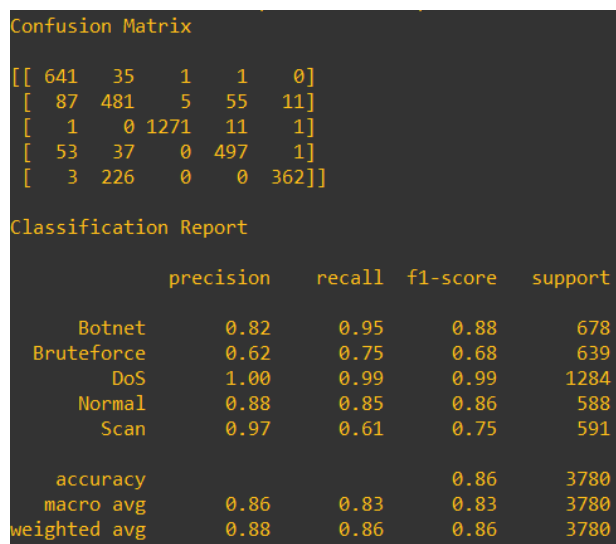 Confusion Matrix
[[ 641 35 1 1 0]
[ 87 481 5 55 11]
[ 1 0 1271 11 1]
[ 53 37 0 497 1]
[ 3 226 0 0 362]]
Classification Report
precision recall f1-score support
Botnet 0.82 0.95 0.88 678
Bruteforce 0.62 0.75 0.68 639
DoS 1.00 0.99 0.99 1284
Normal 0.88 0.85 0.86 588
Scan 0.97 0.61 0.75 591
accuracy 0.86 3780
macro avg 0.86 0.83 0.83 3780
weighted avg 0.88 0.86 0.86 3780